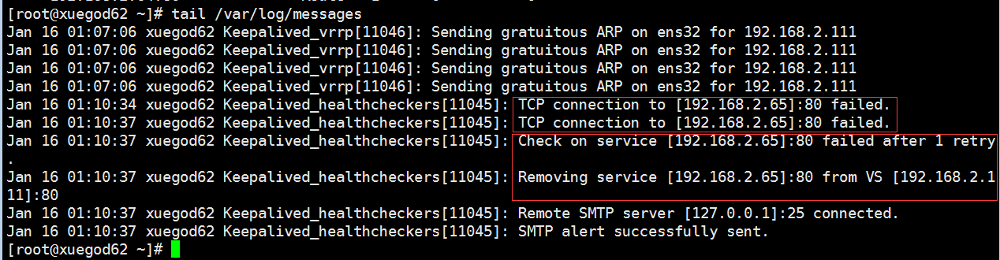 [root@xuegod62 ~]# tail /var/log/messages
Jan 16 01:07:06 xuegod62 Keepalived_vrrp[11046]: Sending gratuitous ARP on ens32 for 192.168.2.111
Jan 16 01:07:06 xuegod62 Keepalived_vrrp[11046]: Sending gratuitous ARP on ens32 for 192.168.2.111
Jan 16 01:07:06 xuegod62 Keepalived_vrrp[11046]: Sending gratuitous ARP on ens32 for 192.168.2.111
Jan 16 01:07:06 xuegod62 Keepalived_vrrp[11046]: Sending gratuitous ARP on ens32 for 192.168.2.111
Jan 16 01:10:34 xuegod62 Keepalived_healthcheckers[11045]: TCP connection to [192.168.2.65]:80 failed.
Jan 16 01:10:37 xuegod62 Keepalived_healthcheckers[11045]: TCP connection to [192.168.2.65]:80 failed.
Jan 16 01:10:37 xuegod62 Keepalived_healthcheckers[11045]: Check on service [192.168.2.65]:80 failed after 1 retry
.
Jan 16 01:10:37 xuegod62 Keepalived_healthcheckers[11045]: Removing service [192.168.2.65]:80 from VS [192.168.2.1
11]:80
Jan 16 01:10:37 xuegod62 Keepalived_healthcheckers[11045]: Remote SMTP server [127.0.0.1]:25 connected.
Jan 16 01:10:37 xuegod62 Keepalived_healthcheckers[11045]: SMTP alert successfully sent.
[root@xuegod62 ~]#